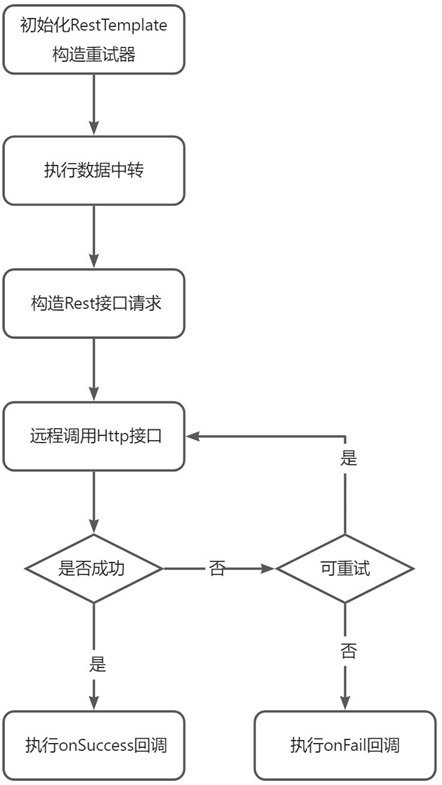 初始化RestTemplate
构造重试器
执行数据中转
构造Rest接口请求
远程调用Http接口
是
是否成功
否
可重试
是
否
执行onSuccess回调
执行onFail回调